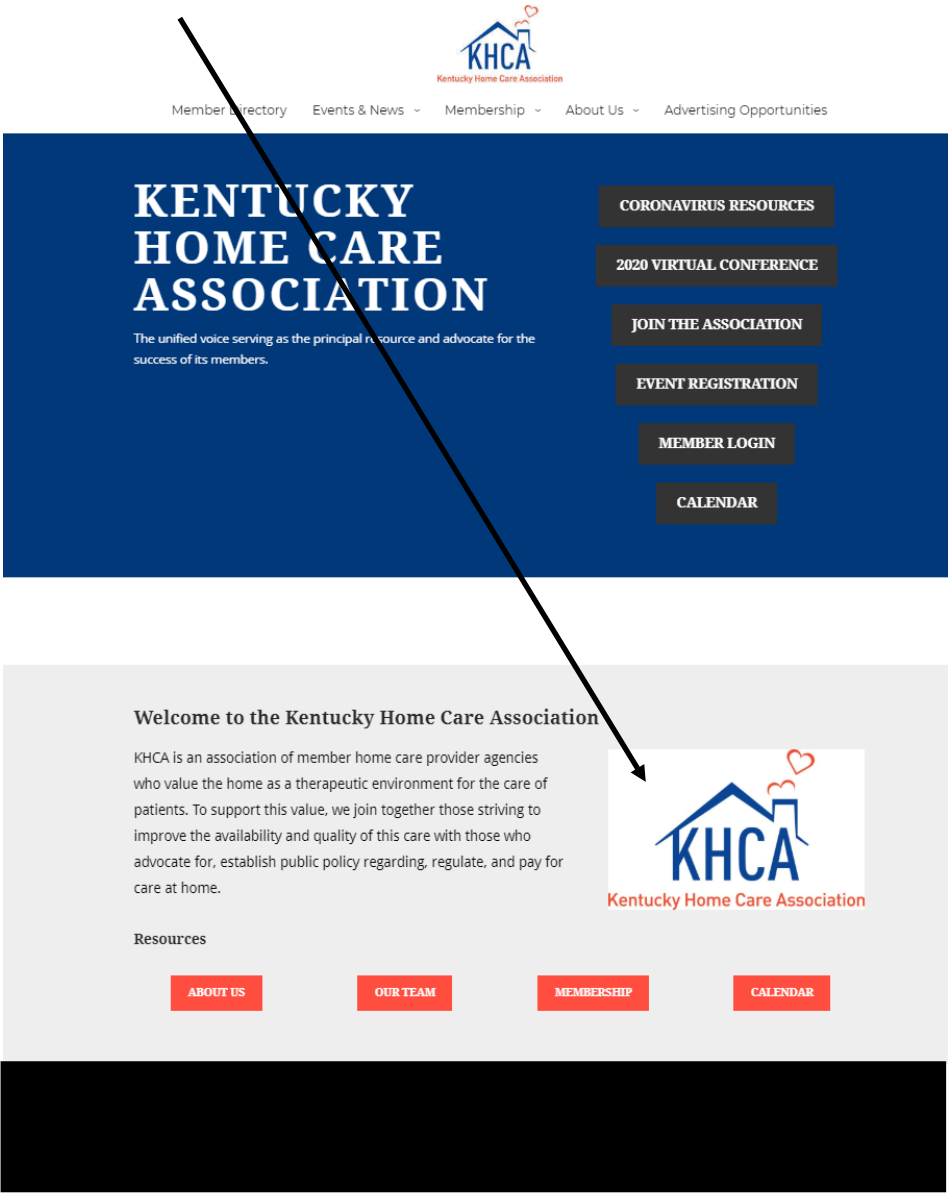 KHCA
Kentucky Home Care Association
Member Directory Events & News Membership About Us Advertising Opportunities
KENTUCKY
HOME CARE
ASSOCIATION
The unified voice serving as the principal resource and advocate for the
success of its members.
CORONAVIRUS RESOURCES
2020 VIRTUAL CONFERENCE
JOIN THE ASSOCIATION
EVENT REGISTRATION
MEMBER LOGIN
CALENDAR
Welcome to the Kentucky Home Care Association
KHCA is an association of member home care provider agencies
who value the home as a therapeutic environment for the care of
patients. To support this value, we join together those striving to
improve the availability and quality of this care with those who
advocate for, establish public policy regarding, regulate, and pay for
care at home.
KHCA
Kentucky Home Care Association
Resources
ABOUT US OUR TEAM MEMBERSHIP CALENDAR